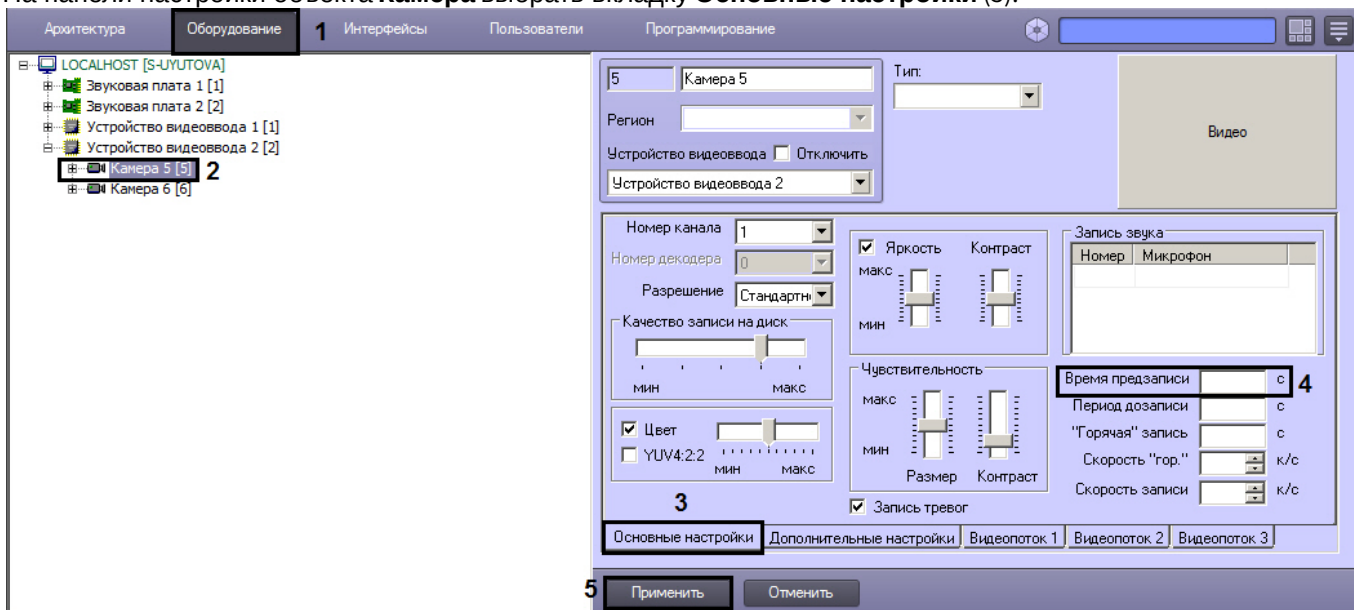 На панели настройки объекта Камера выбрать вкладку Основные настройки (3).
Архитектура Оборудование 1 Интерфейсы Пользователи Программирование
LOCALHOST [S-UYUTOVA]
Звуковая плата 1 [1]
Звуковая плата 2 [2]
Устройство видеоввода 1 [1]
Устройство видеоввода 2 [2]
Камера 5 [5] 2
Камера 6 [6]
5 Камера 5
Тип:
Регион
Устройство видеоввода Отключить
Устройство видеоввода 2
Видео
Номер канала 1
Номер декодера 0
Разрешение Стандартн
Качество записи на диск
мин макс
Цвет
YUV4:2:2
мин макс
3
Яркость Контраст
макс
мин
Чувствительность
макс
мин
Размер Контраст
Запись тревог
Запись звука
Номер Микрофон
Время предзаписи с 4
Период дозаписи с
"Горячая" запись с
Скорость "гор." к/с
Скорость записи к/с
Основные настройки Дополнительные настройки Видеопоток 1 Видеопоток 2 Видеопоток 3
5 Применить Отменить